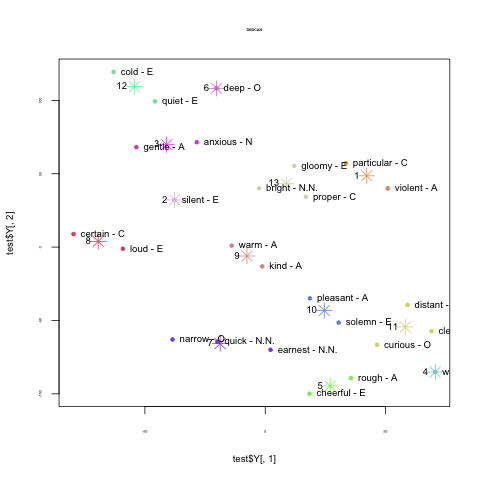 DBSCAN
cold - E
12
6 deep - O
quiet - E
3
gentle - A
anxious - N
gloomy - E
particular - C
1
13
bright - N.N.
violent - A
proper - C
2 silent - E
certain - C
8
loud - E
warm - A
9
kind - A
pleasant - A
10
distant -
solemn - E
11
cle
narrow - O
7 quick - N.N.
curious - O
earnest - N.N.
4 w
rough - A
5
cheerful - E
test$Y[, 2]
test$Y[, 1]